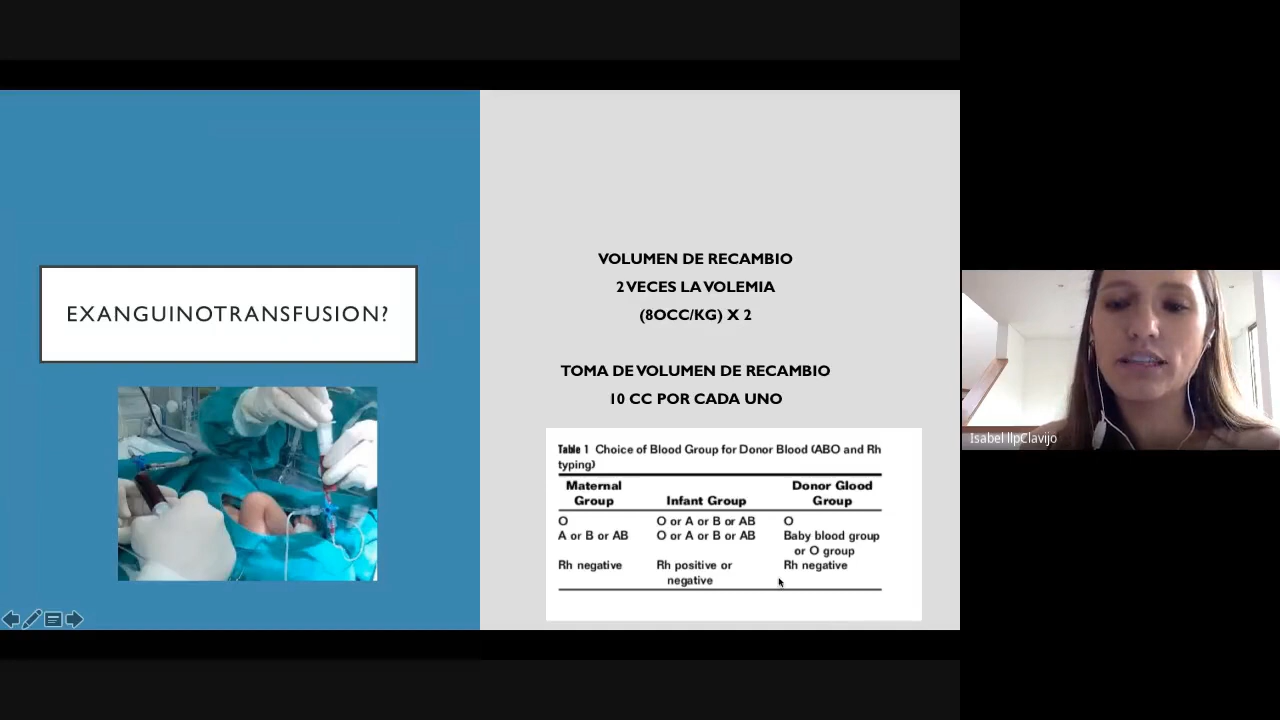 EXANGUINOTRANSFUSION?
VOLUMEN DE RECAMBIO
2 VECES LA VOLEMIA
(80CC/KG) X 2
TOMA DE VOLUMEN DE RECAMBIO
10 CC POR CADA UNO
Table 1 Choice of Blood Group for Donor Blood (ABO and Rh
typing)
Maternal Group Infant Group Donor Glood Group
O O or A or B or AB O
A or B or AB O or A or B or AB Baby blood group
or O group
Rh negative Rh positive or Rh negative
negative
Isabel llpClavijo